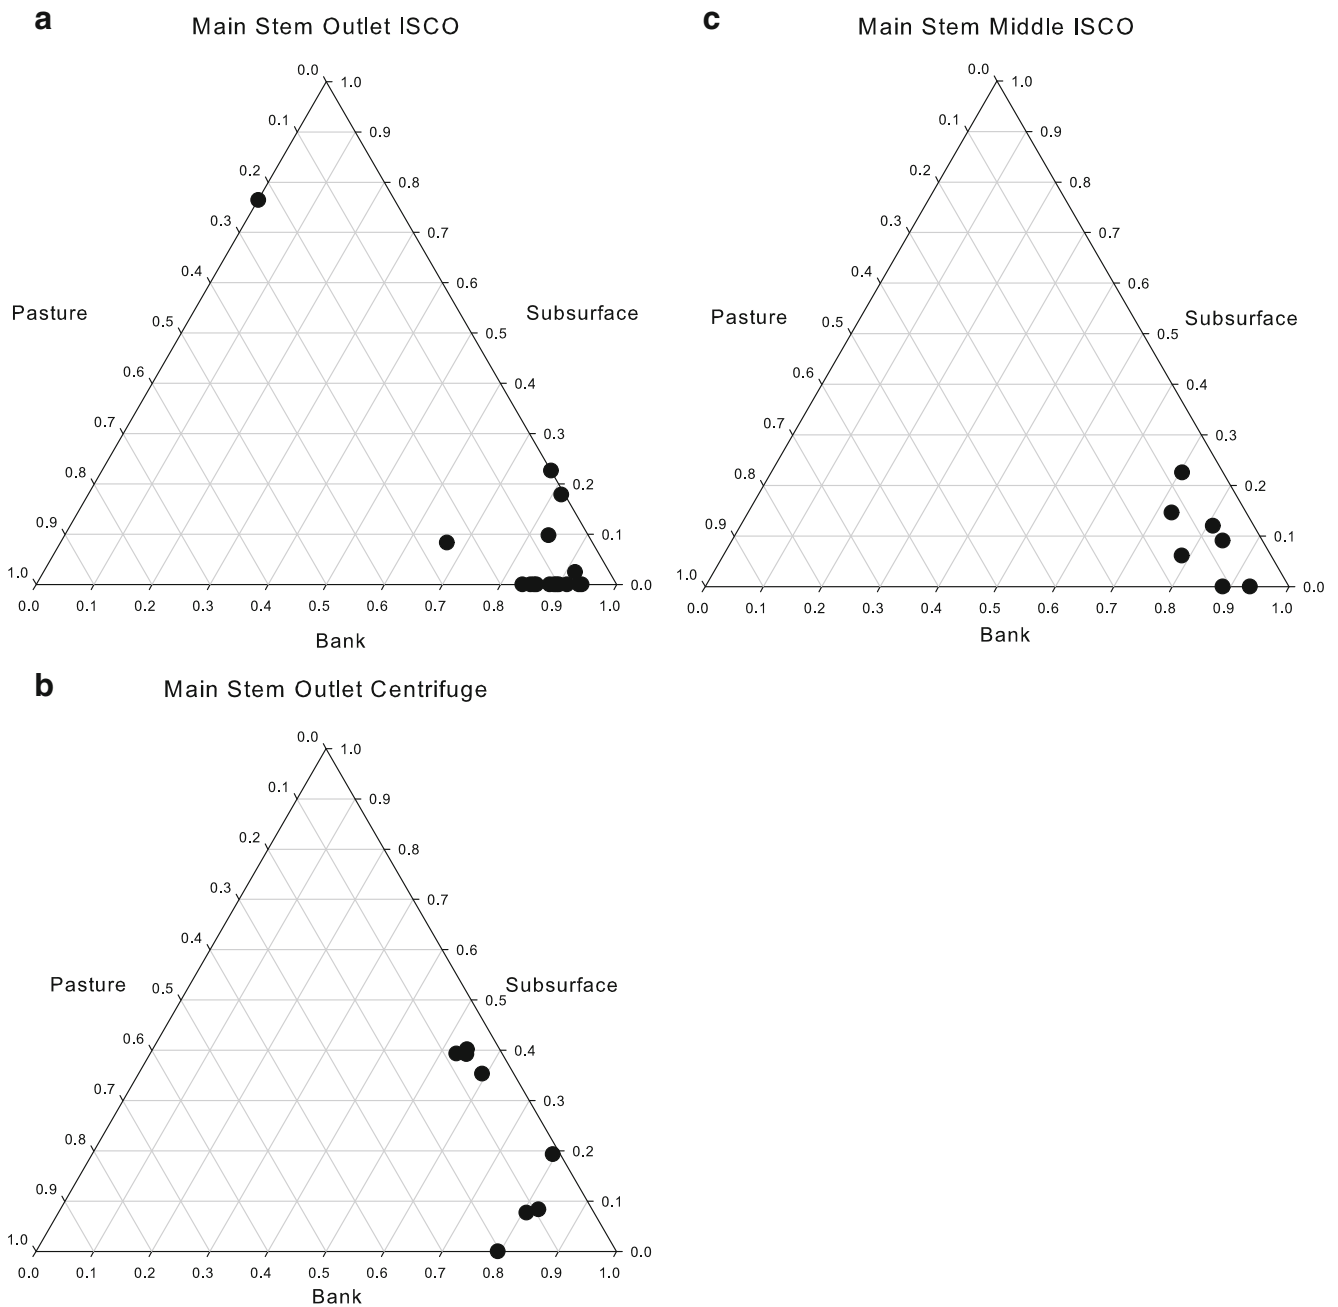 a
Main Stem Outlet ISCO
0.0 1.0
0.1 0.9
0.2 0.8
0.3 0.7
0.4 0.6
Pasture Subsurface
0.5 0.5
0.6 0.4
0.7 0.3
0.8 0.2
0.9 0.1
1.0 0.0
0.0 0.1 0.2 0.3 0.4 0.5 0.6 0.7 0.8 0.9 1.0
Bank
c
Main Stem Middle ISCO
0.0 1.0
0.1 0.9
0.2 0.8
0.3 0.7
0.4 0.6
Pasture Subsurface
0.5 0.5
0.6 0.4
0.7 0.3
0.8 0.2
0.9 0.1
1.0 0.0
0.0 0.1 0.2 0.3 0.4 0.5 0.6 0.7 0.8 0.9 1.0
Bank
b
Main Stem Outlet Centrifuge
0.0 1.0
0.1 0.9
0.2 0.8
0.3 0.7
0.4 0.6
Pasture Subsurface
0.5 0.5
0.6 0.4
0.7 0.3
0.8 0.2
0.9 0.1
1.0 0.0
0.0 0.1 0.2 0.3 0.4 0.5 0.6 0.7 0.8 0.9 1.0
Bank